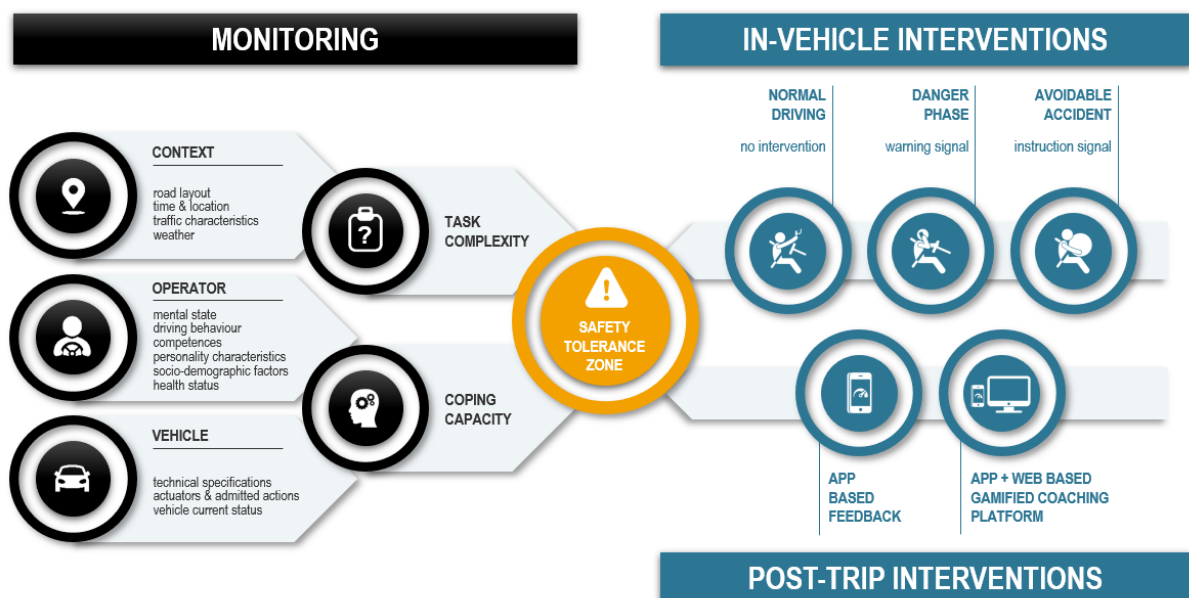 MONITORING
IN-VEHICLE INTERVENTIONS
CONTEXT
road layout
time & location
traffic characteristics
weather
OPERATOR
mental state
driving behaviour
competences
personality characteristics
socio-demographic factors
health status
VEHICLE
technical specifications
actuators & admitted actions
vehicle current status
?
TASK
COMPLEXITY
COPING
CAPACITY
!
SAFETY
TOLERANCE
ZONE
NORMAL
DRIVING
no intervention
DANGER
PHASE
warning signal
AVOIDABLE
ACCIDENT
instruction signal
APP
BASED
FEEDBACK
APP + WEB BASED
GAMIFIED COACHING
PLATFORM
POST-TRIP INTERVENTIONS